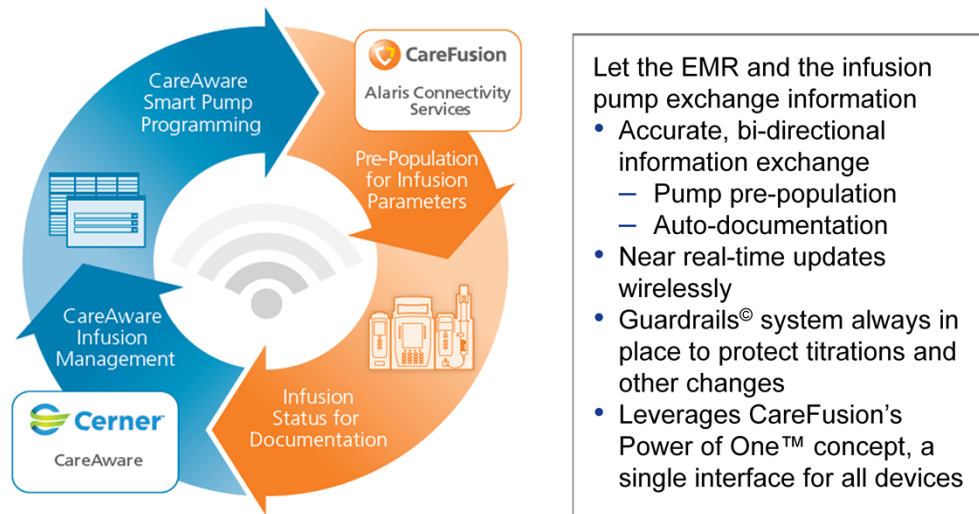 CareAware
Smart Pump
Programming
CareFusion
Alaris Connectivity
Services
Pre-Population
for Infusion
Parameters
Infusion
Status for
Documentation
CareAware
Infusion
Management
Cerner™
CareAware
Let the EMR and the infusion
pump exchange information
• Accurate, bi-directional
information exchange
– Pump pre-population
– Auto-documentation
• Near real-time updates
wirelessly
• Guardrails© system always in
place to protect titrations and
other changes
• Leverages CareFusion’s
Power of One™ concept, a
single interface for all devices